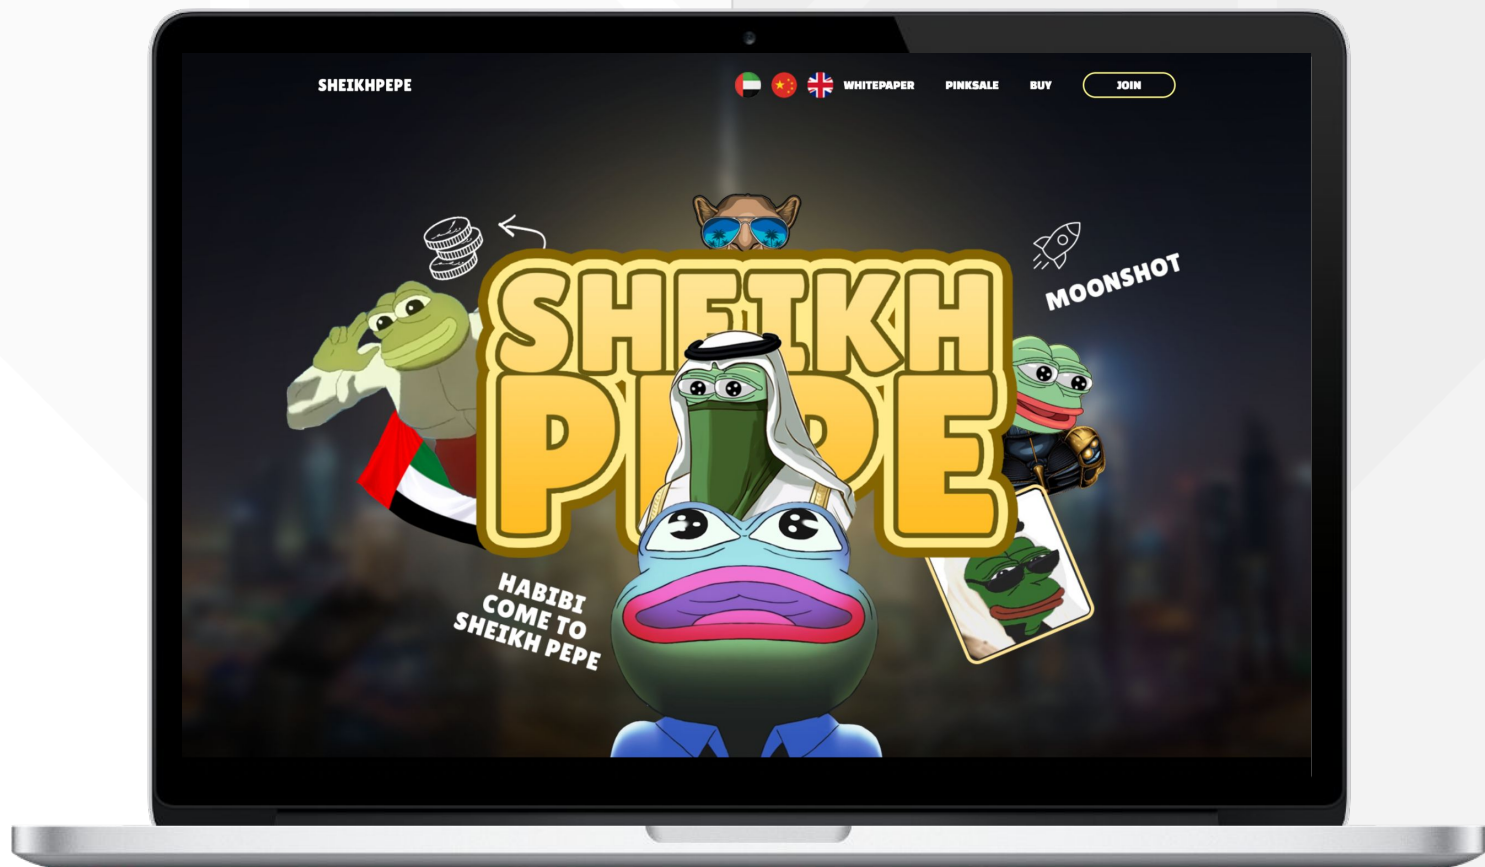 SHEIKHPEPE
WHITEPAPER
PINKSALE
BUY
JOIN
MOONSHOT
SHEIKH
PEPE
HABIBI
COME TO
SHEIKH PEPE